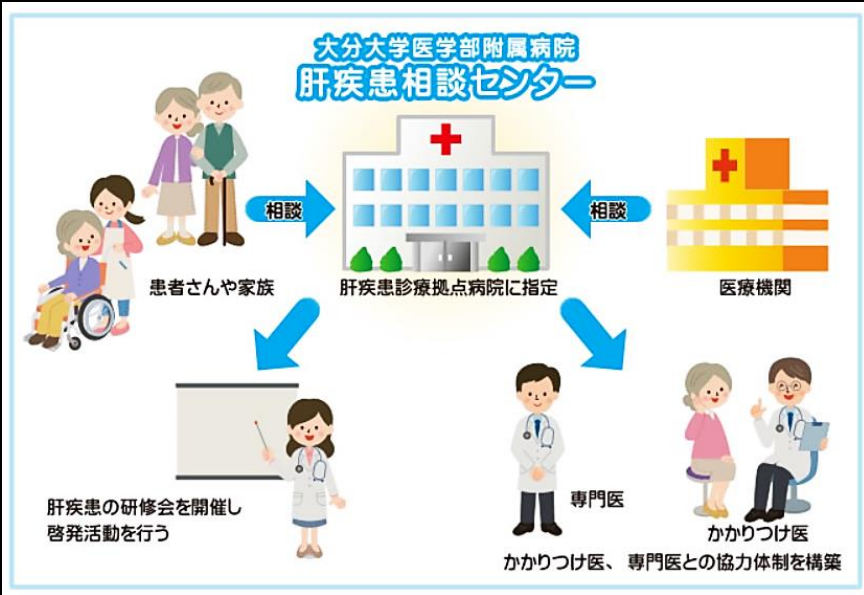 大分大学医学部附属病院
肝疾患相談センター
相談
相談
患者さんや家族
肝疾患診療拠点病院に指定
医療機関
肝疾患の研修会を開催し
啓発活動を行う
専門医
かかりつけ医
かかりつけ医、専門医との協力体制を構築